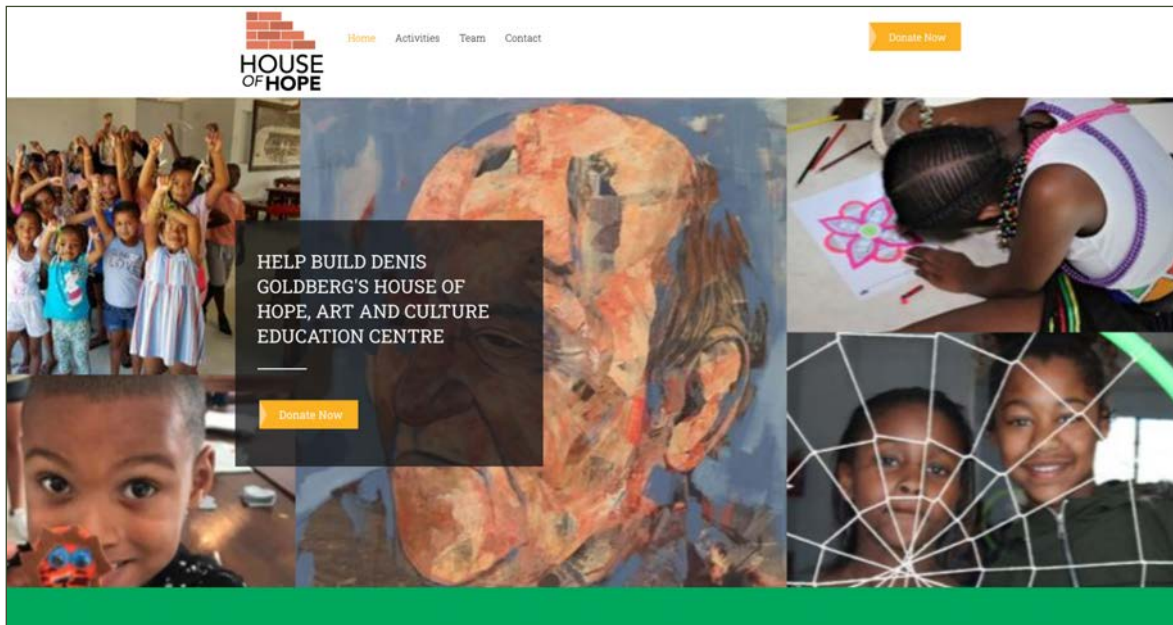 HOUSE
OF HOPE
Home Activities Team Contact
Donate Now
HELP BUILD DENIS
GOLDBERG'S HOUSE OF
HOPE, ART AND CULTURE
EDUCATION CENTRE
Donate Now